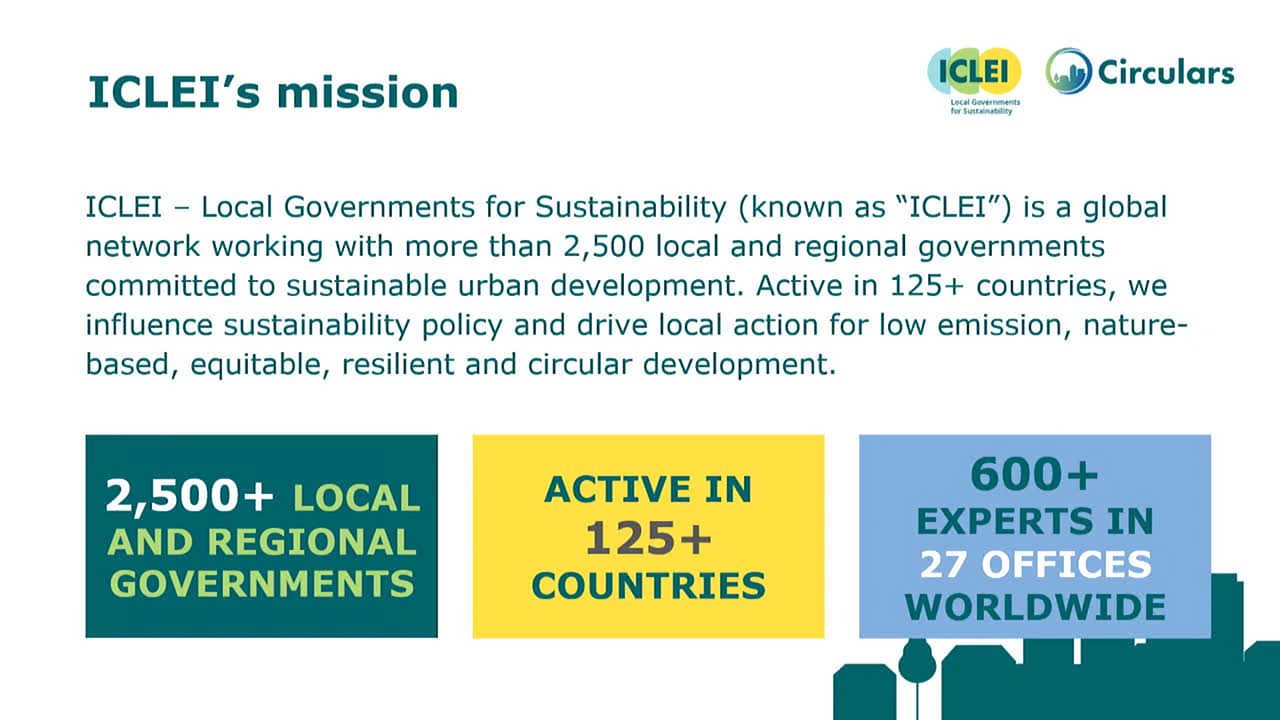 ICLEI’s mission
ICLEI
Local Governments
for Sustainability
Circulars
ICLEI – Local Governments for Sustainability (known as “ICLEI”) is a global
network working with more than 2,500 local and regional governments
committed to sustainable urban development. Active in 125+ countries, we
influence sustainability policy and drive local action for low emission, nature-
based, equitable, resilient and circular development.
2,500+ LOCAL
AND REGIONAL
GOVERNMENTS
ACTIVE IN
125+
COUNTRIES
600+
EXPERTS IN
27 OFFICES
WORLDWIDE